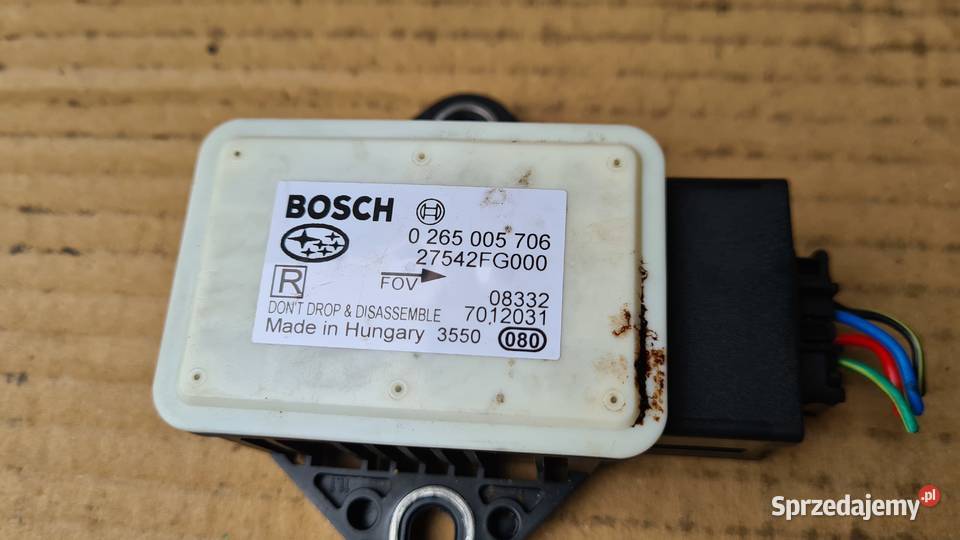 BOSCH
0 265 005 706
27542FG000
R
FOV
08332
DON'T DROP & DISASSEMBLE 7012031
Made in Hungary 3550 080
Sprzedajemy.pl